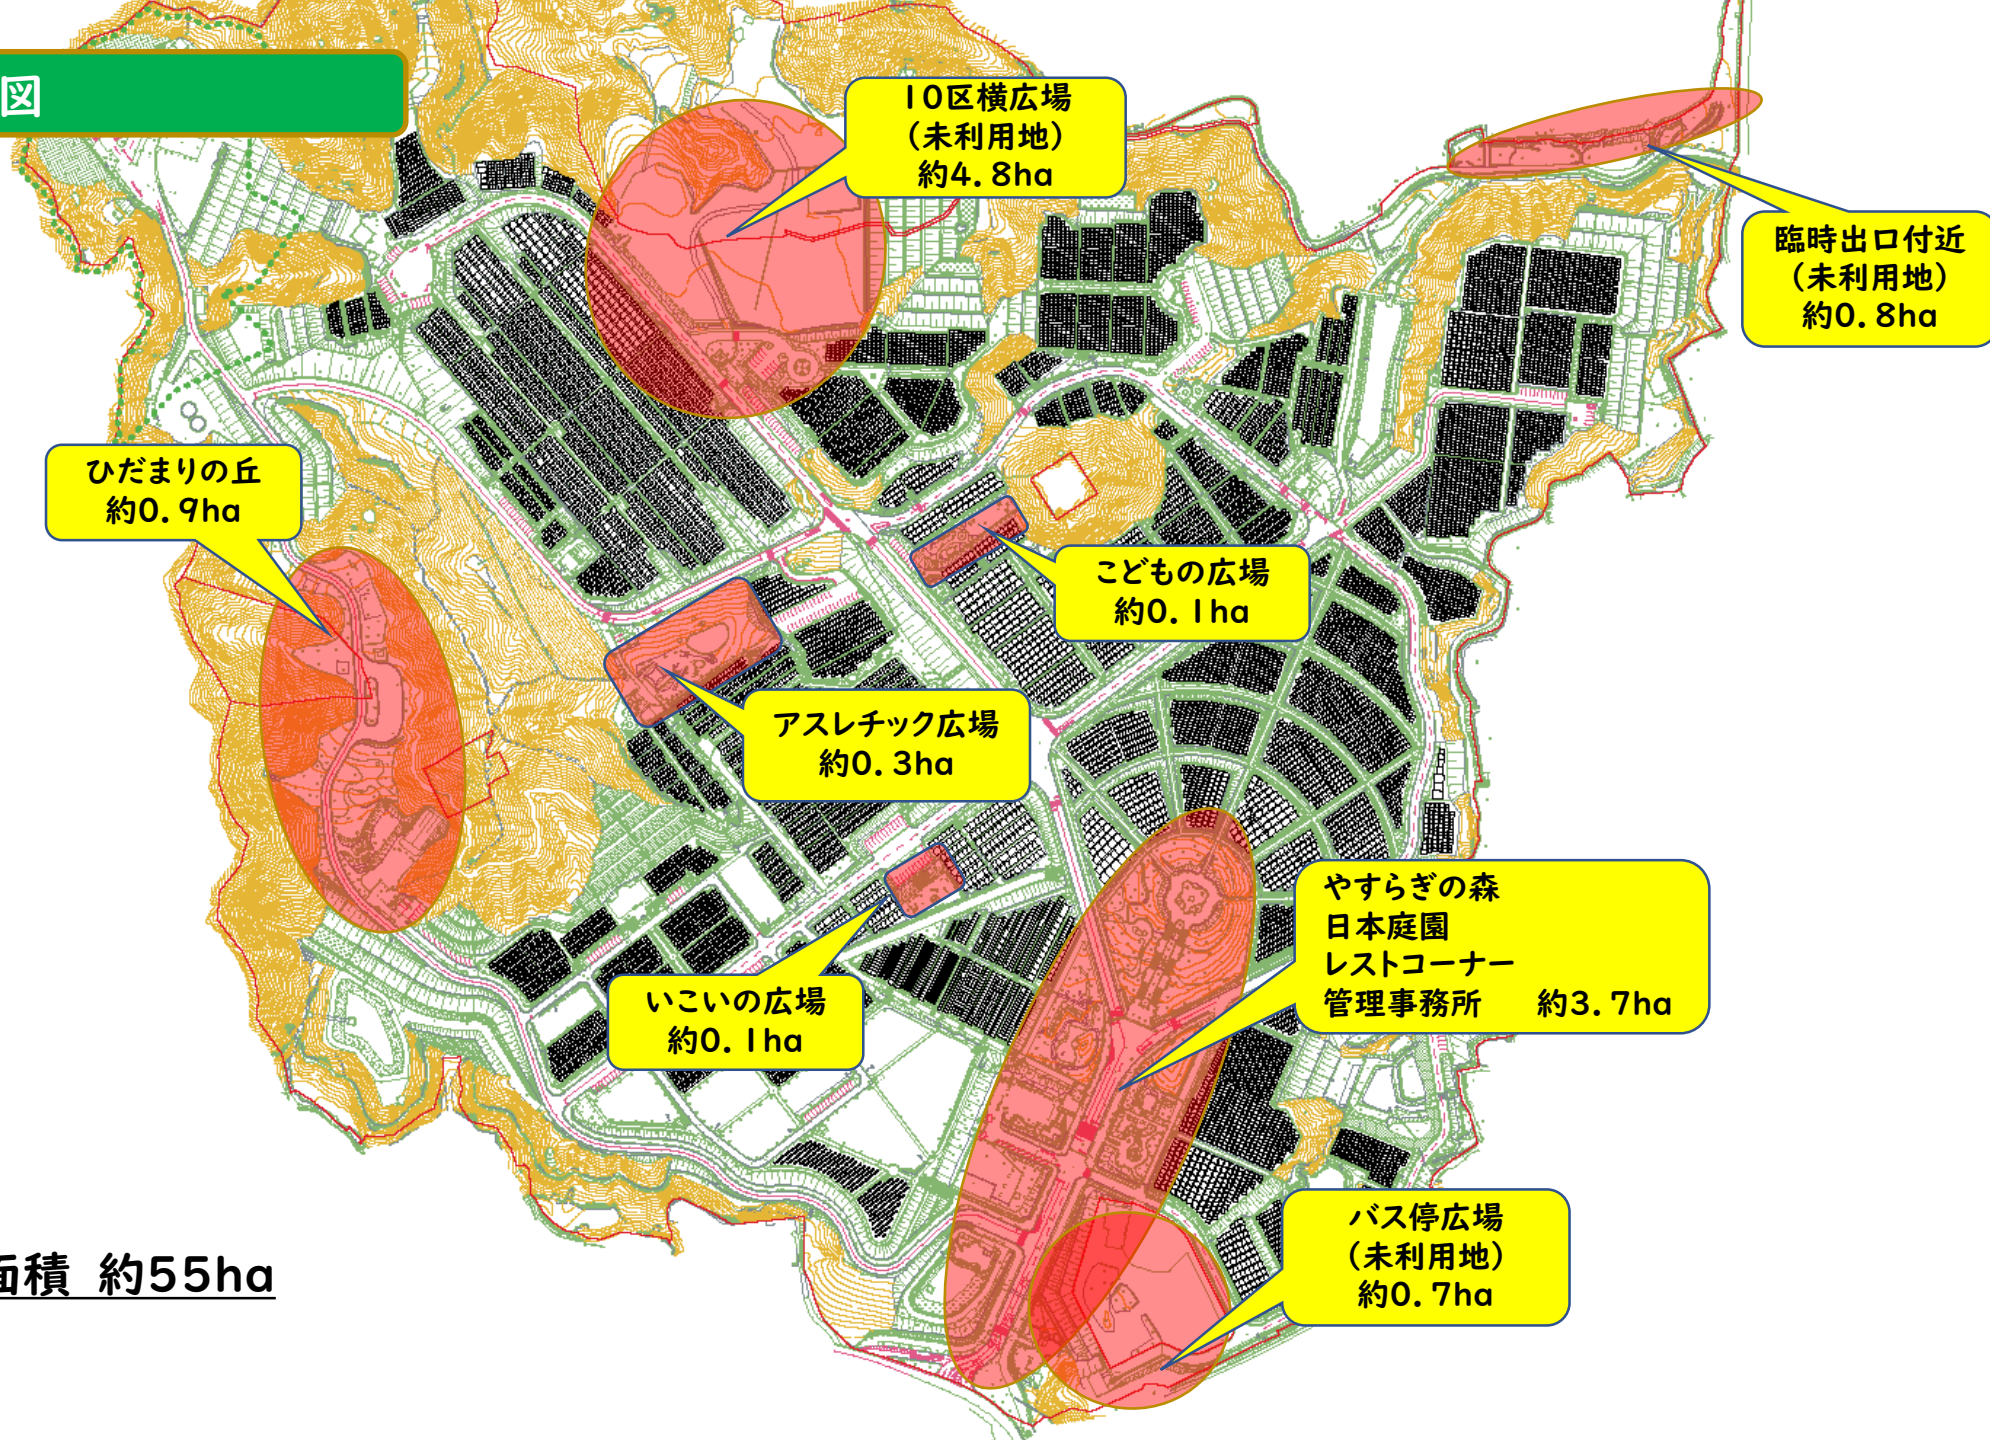 図
10区横広場
（未利用地）
約4.8ha
臨時出口付近
（未利用地）
約0.8ha
ひだまりの丘
約0.9ha
こどもの広場
約0.1ha
アスレチック広場
約0.3ha
やすらぎの森
日本庭園
レストコーナー
管理事務所　約3.7ha
いこいの広場
約0.1ha
バス停広場
（未利用地）
約0.7ha
面積 約55ha